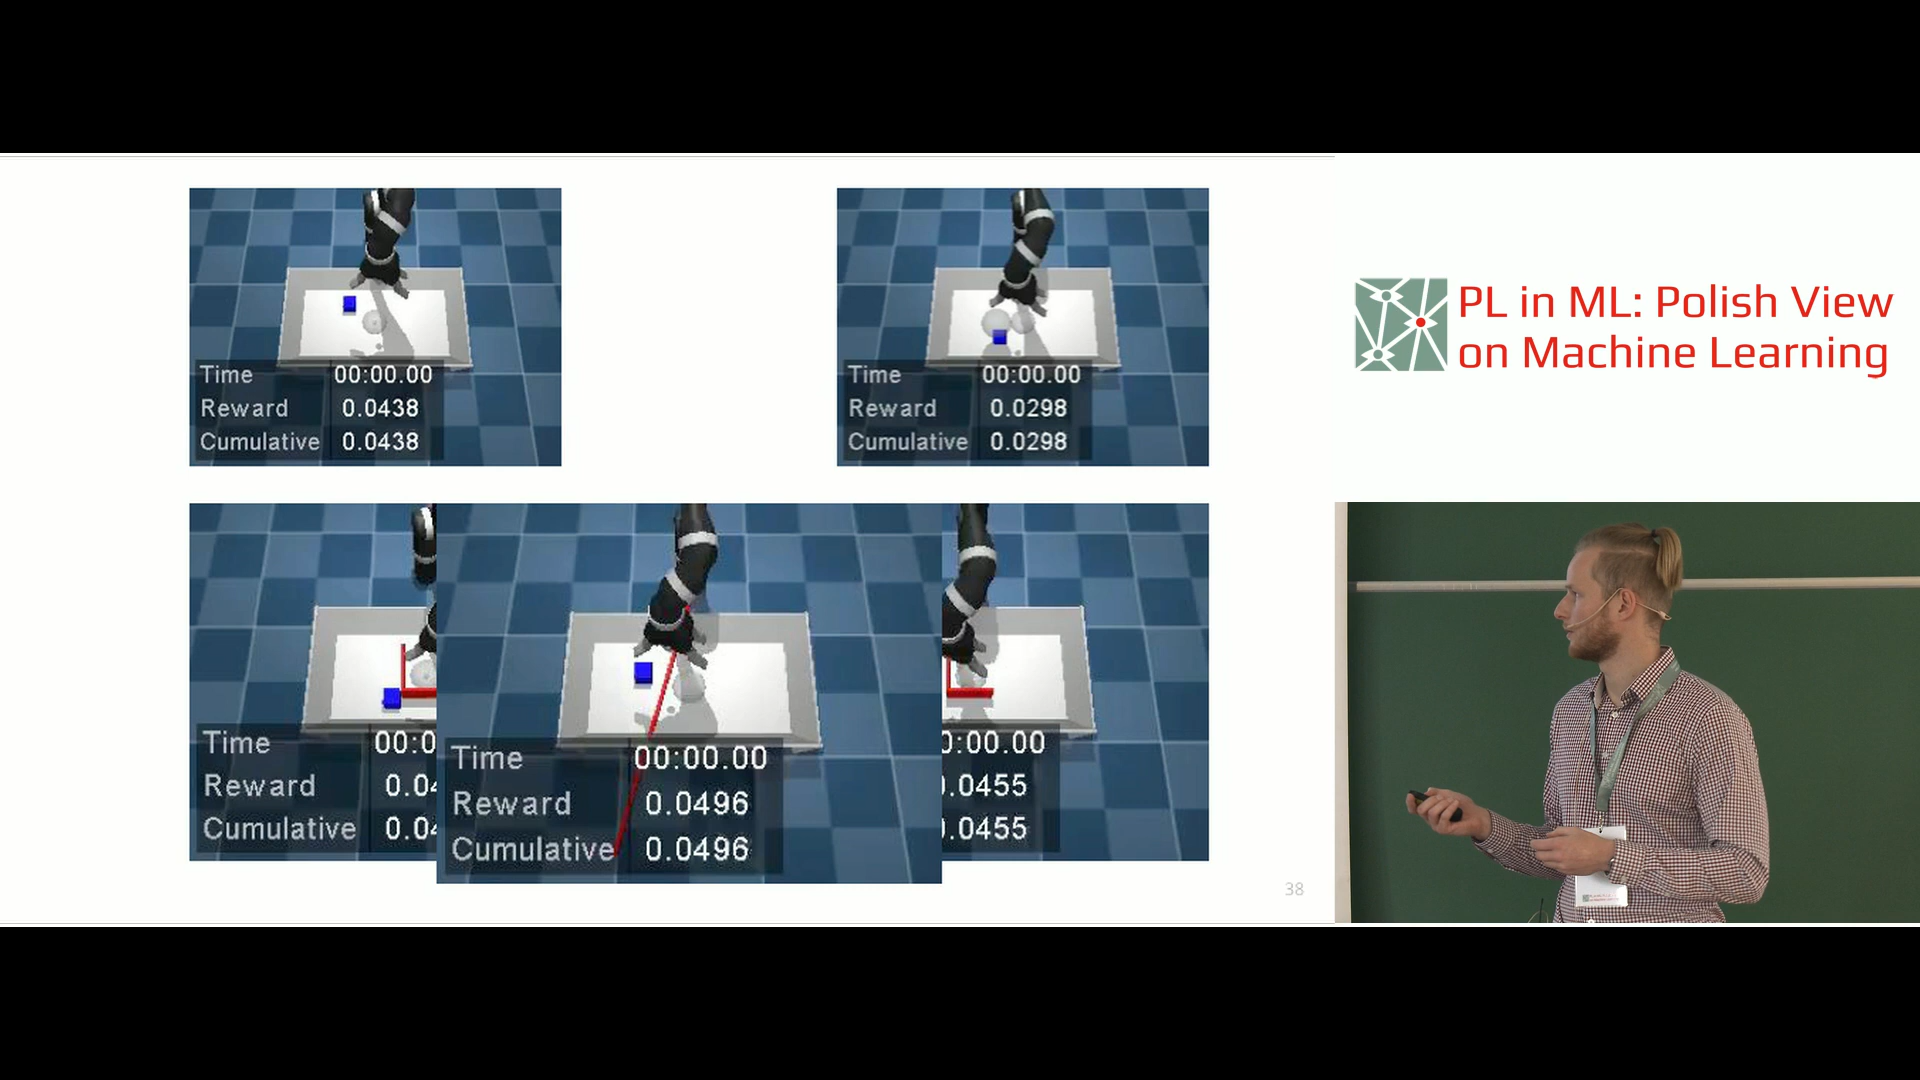 Time 00:00.00
Reward 0.0438
Cumulative 0.0438
Time 00:00.00
Reward 0.0298
Cumulative 0.0298
PL in ML: Polish View
on Machine Learning
Time
Reward
Cumulative
Time 00:00.00
Reward 0.0496
Cumulative 0.0496
:00.00
.0455
.0455
38